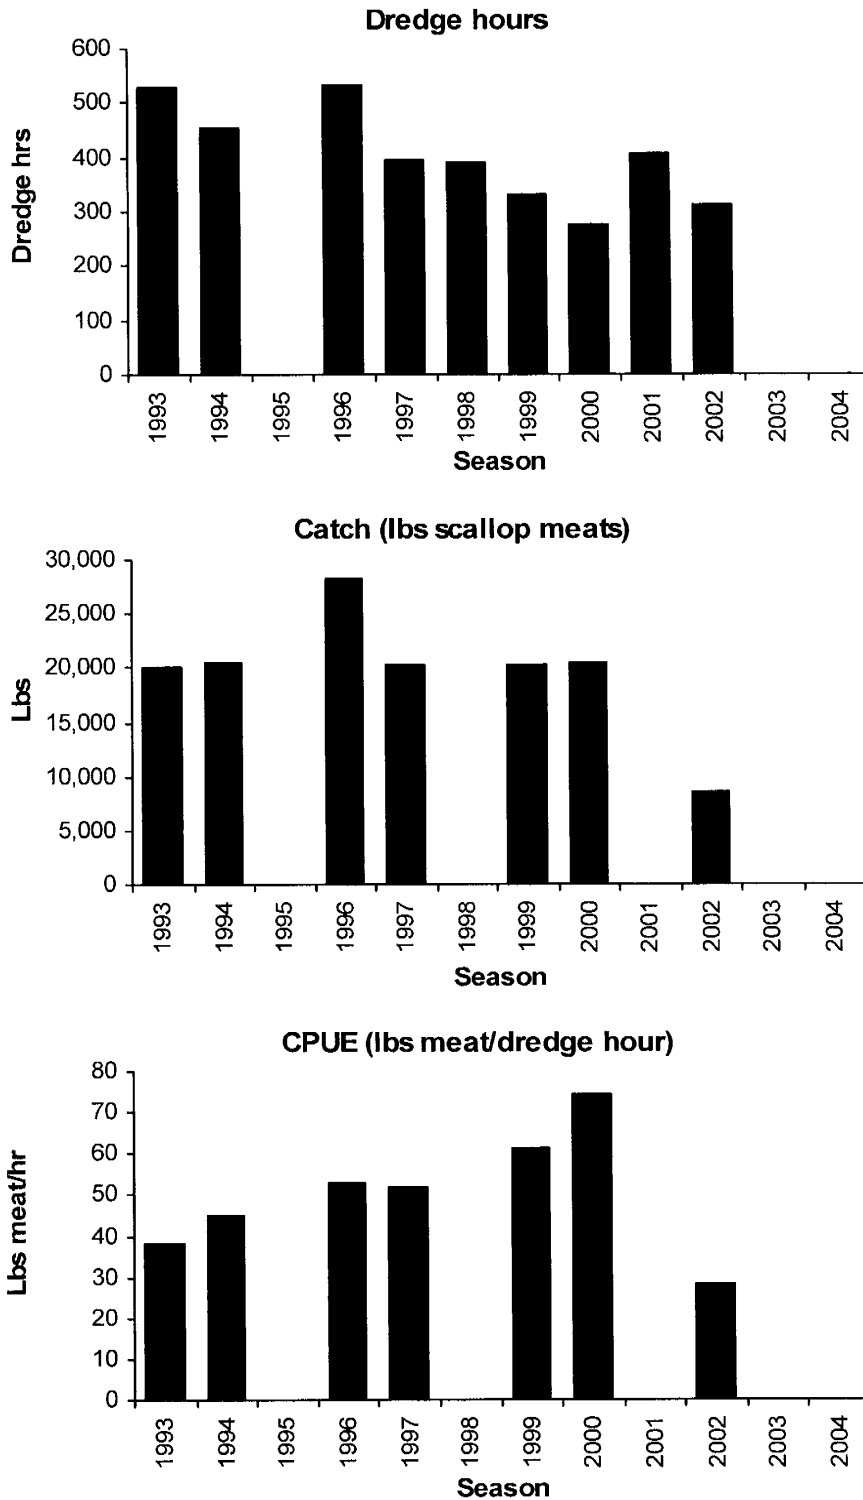 Dredge hours
600
500
400
300
200
100
0
Dredge hrs
1993 1994 1995 1996 1997 1998 1999 2000 2001 2002 2003 2004
Season
Catch (lbs scallop meats)
30,000
25,000
20,000
15,000
10,000
5,000
0
Lbs
1993 1994 1995 1996 1997 1998 1999 2000 2001 2002 2003 2004
Season
CPUE (lbs meat/dredge hour)
80
70
60
50
40
30
20
10
0
Lbs meat/hr
1993 1994 1995 1996 1997 1998 1999 2000 2001 2002 2003 2004
Season